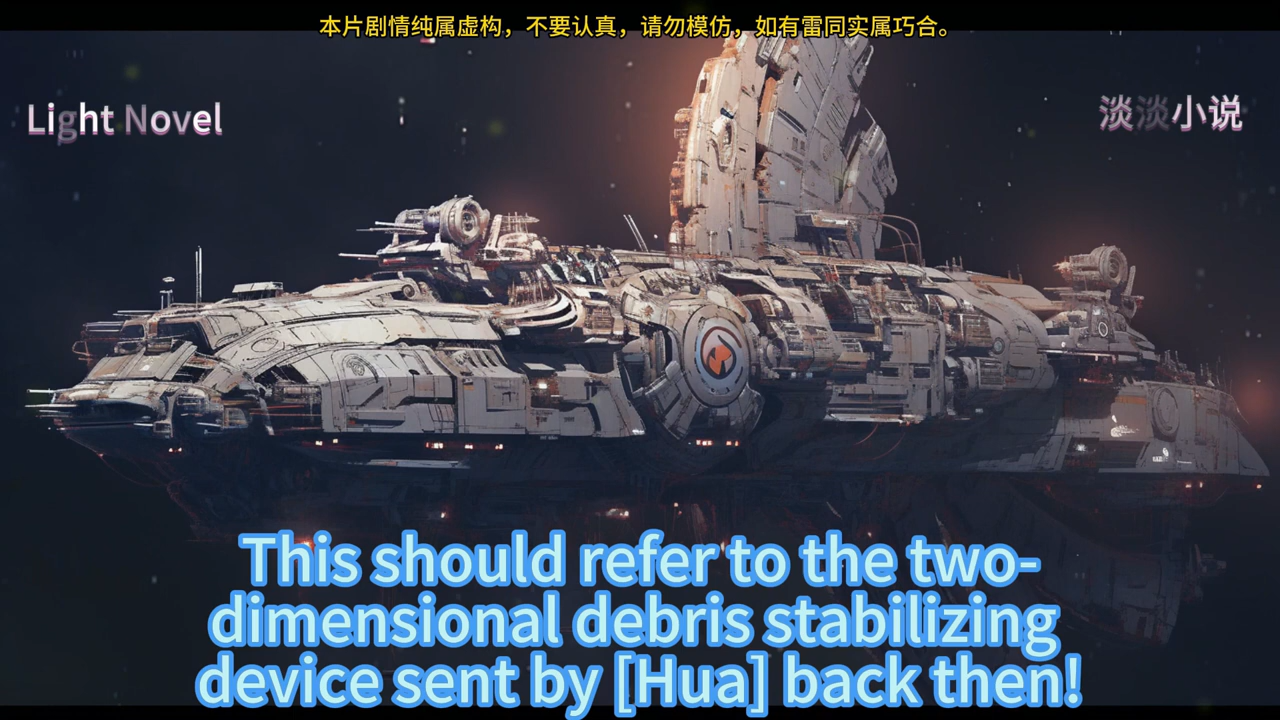 本片剧情纯属虚构，不要认真，请勿模仿，如有雷同实属巧合。
Light Novel
淡淡小说
This should refer to the two-
dimensional debris stabilizing
device sent by [Hua] back then!